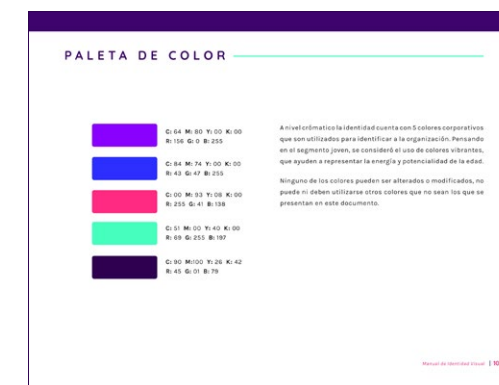 PALETA DE COLOR
C: 64 M: 80 Y: 00 K: 00
R: 156 G: 0 B: 255
C: 84 M: 74 Y: 00 K: 00
R: 43 G: 47 B: 255
C: 00 M: 93 Y: 08 K: 00
R: 255 G: 41 B: 138
C: 51 M: 00 Y: 40 K: 00
R: 69 G: 255 B: 197
C: 90 M:100 Y: 26 K: 42
R: 45 G: 01 B: 79
A nivel crómatico la identidad cuenta con 5 colores corporativos
que son utilizados para identificar a la organización. Pensando
en el segmento joven, se consideró el uso de colores vibrantes,
que ayuden a representar la energía y potencialidad de la edad.
Ninguno de los colores pueden ser alterados o modificados, no
puede ni deben utilizarse otros colores que no sean los que se
presentan en este documento.
Manual de Identidad Visual | 10